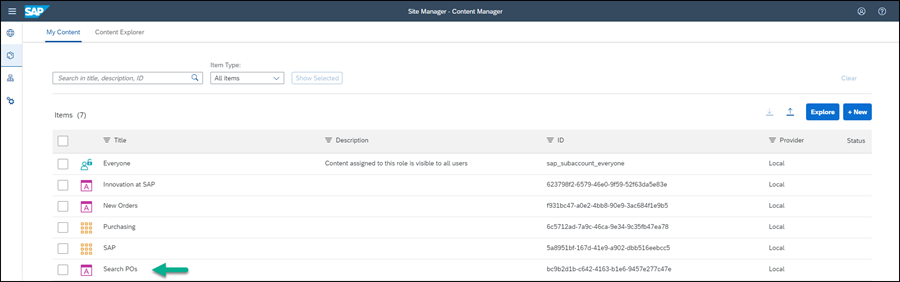 SAP Site Manager - Content Manager
My Content Content Explorer
Item Type:
Search in title, description, ID All items Show Selected Clear
Items (7) Explore + New
Title Description ID Provider Status
Everyone Content assigned to this role is visible to all users sap_subaccount_everyone Local
A Innovation at SAP 623798f2-6579-46e0-9f59-52f63da5e83e Local
A New Orders f931bc47-a0e2-4bb8-90e9-3ac684f1e9b5 Local
Purchasing 6c5712ad-7a9c-46ca-9e34-9c35fb47ea78 Local
SAP 5a8951bf-167d-41e9-a902-dbb516eebcc5 Local
A Search POs bc9b2d1b-c642-4163-b1e6-9457e277c47e Local